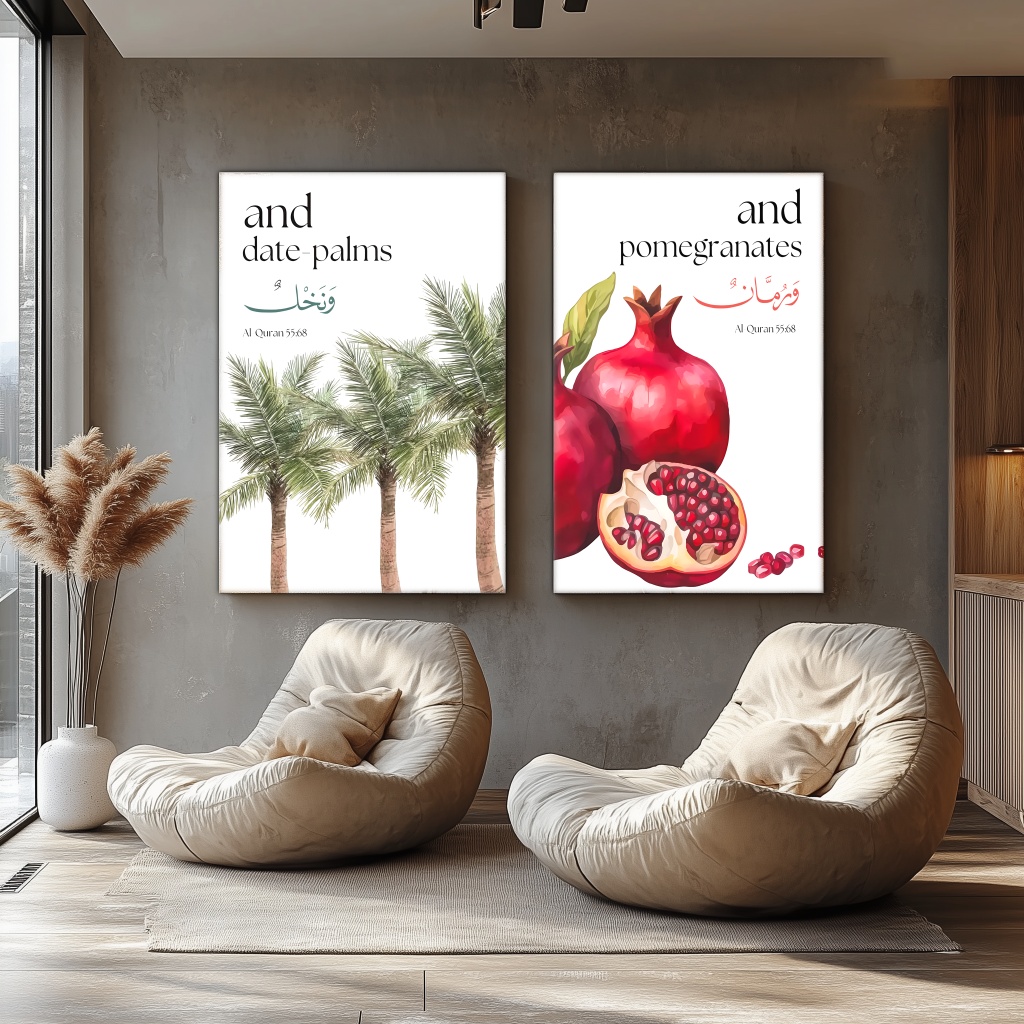 and
date-palms
وَنَخْلٌ
Al Quran 55:68
and
pomegranates
وَرُمَّانٌ
Al Quran 55:68